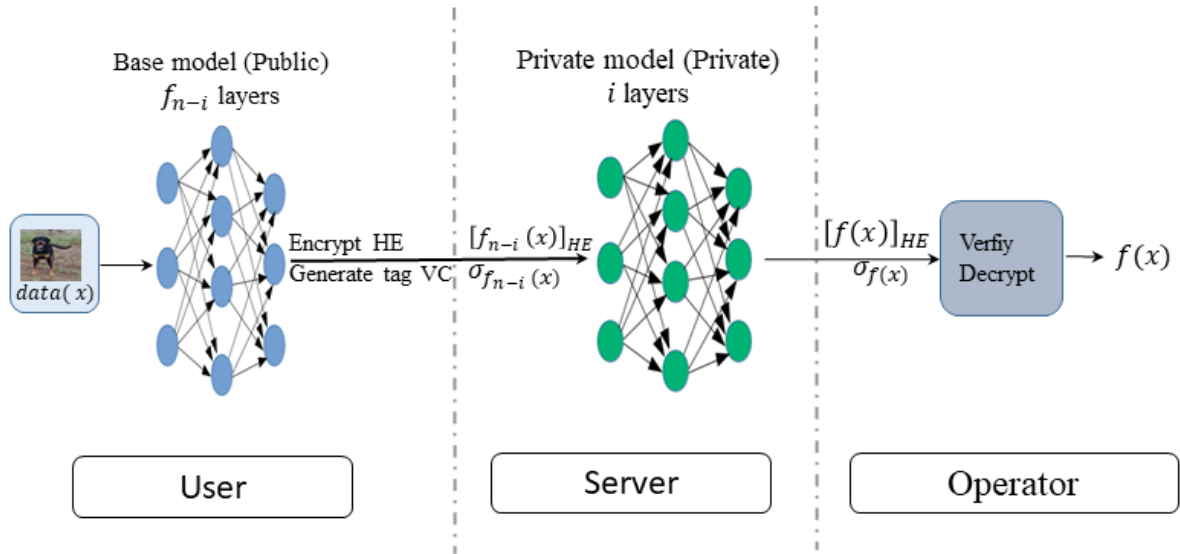 Base model (Public)
f_{n-i} layers
Private model (Private)
i layers
data(x)
Encrypt HE
Generate tag VC
[f_{n-i}(x)]_{HE}
σ_{f_{n-i}(x)}
[f(x)]_{HE}
σ_{f(x)}
Verfiy
Decrypt
f(x)
User
Server
Operator